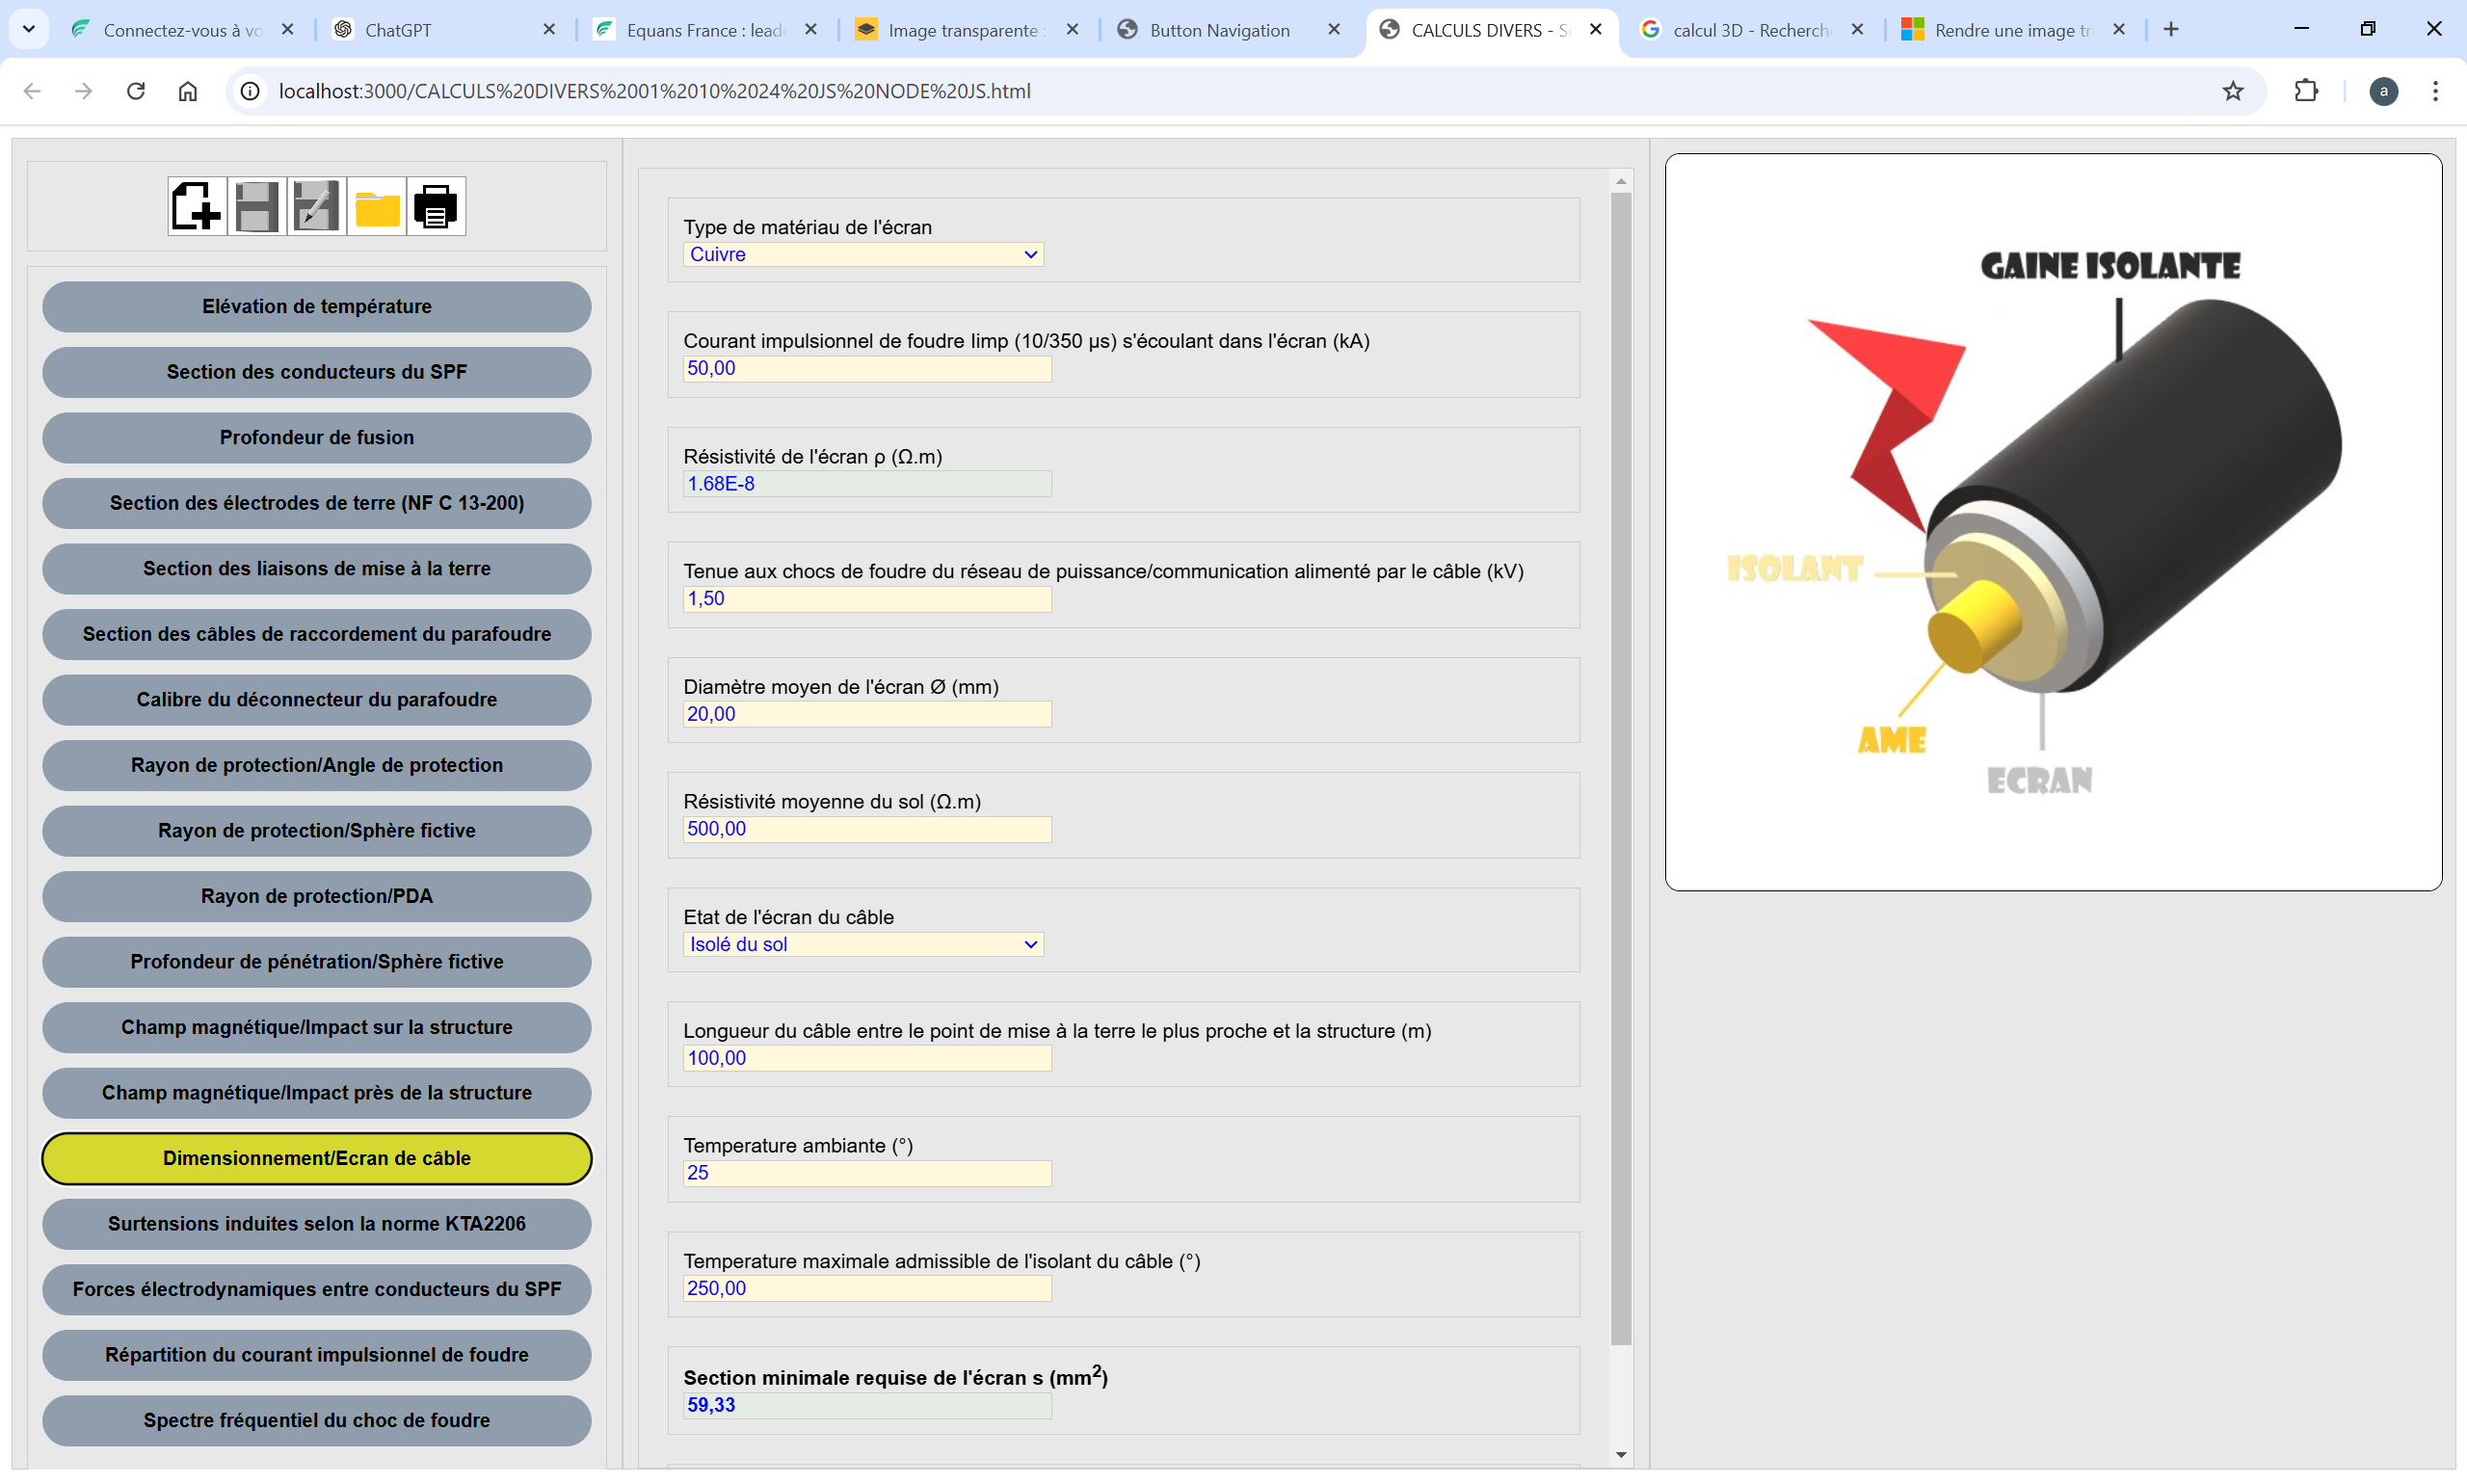 Connectez-vous à vo
ChatGPT
Equans France : lead
Image transparente :
Button Navigation
CALCULS DIVERS - S
calcul 3D - Recherch
Rendre une image tr
localhost:3000/CALCULS%20DIVERS%2001%2010%2024%20JS%20NODE%20JS.html
a
Elévation de température
Section des conducteurs du SPF
Profondeur de fusion
Section des électrodes de terre (NF C 13-200)
Section des liaisons de mise à la terre
Section des câbles de raccordement du parafoudre
Calibre du déconnecteur du parafoudre
Rayon de protection/Angle de protection
Rayon de protection/Sphère fictive
Rayon de protection/PDA
Profondeur de pénétration/Sphère fictive
Champ magnétique/Impact sur la structure
Champ magnétique/Impact près de la structure
Dimensionnement/Ecran de câble
Surtensions induites selon la norme KTA2206
Forces électrodynamiques entre conducteurs du SPF
Répartition du courant impulsionnel de foudre
Spectre fréquentiel du choc de foudre
Type de matériau de l'écran
Cuivre
Courant impulsionnel de foudre Iimp (10/350 µs) s'écoulant dans l'écran (kA)
50,00
Résistivité de l'écran ρ (Ω.m)
1.68E-8
Tenue aux chocs de foudre du réseau de puissance/communication alimenté par le câble (kV)
1,50
Diamètre moyen de l'écran Ø (mm)
20,00
Résistivité moyenne du sol (Ω.m)
500,00
Etat de l'écran du câble
Isolé du sol
Longueur du câble entre le point de mise à la terre le plus proche et la structure (m)
100,00
Temperature ambiante (°)
25
Temperature maximale admissible de l'isolant du câble (°)
250,00
Section minimale requise de l'écran s (mm2)
59,33
GAINE ISOLANTE
ISOLANT
AME
ECRAN